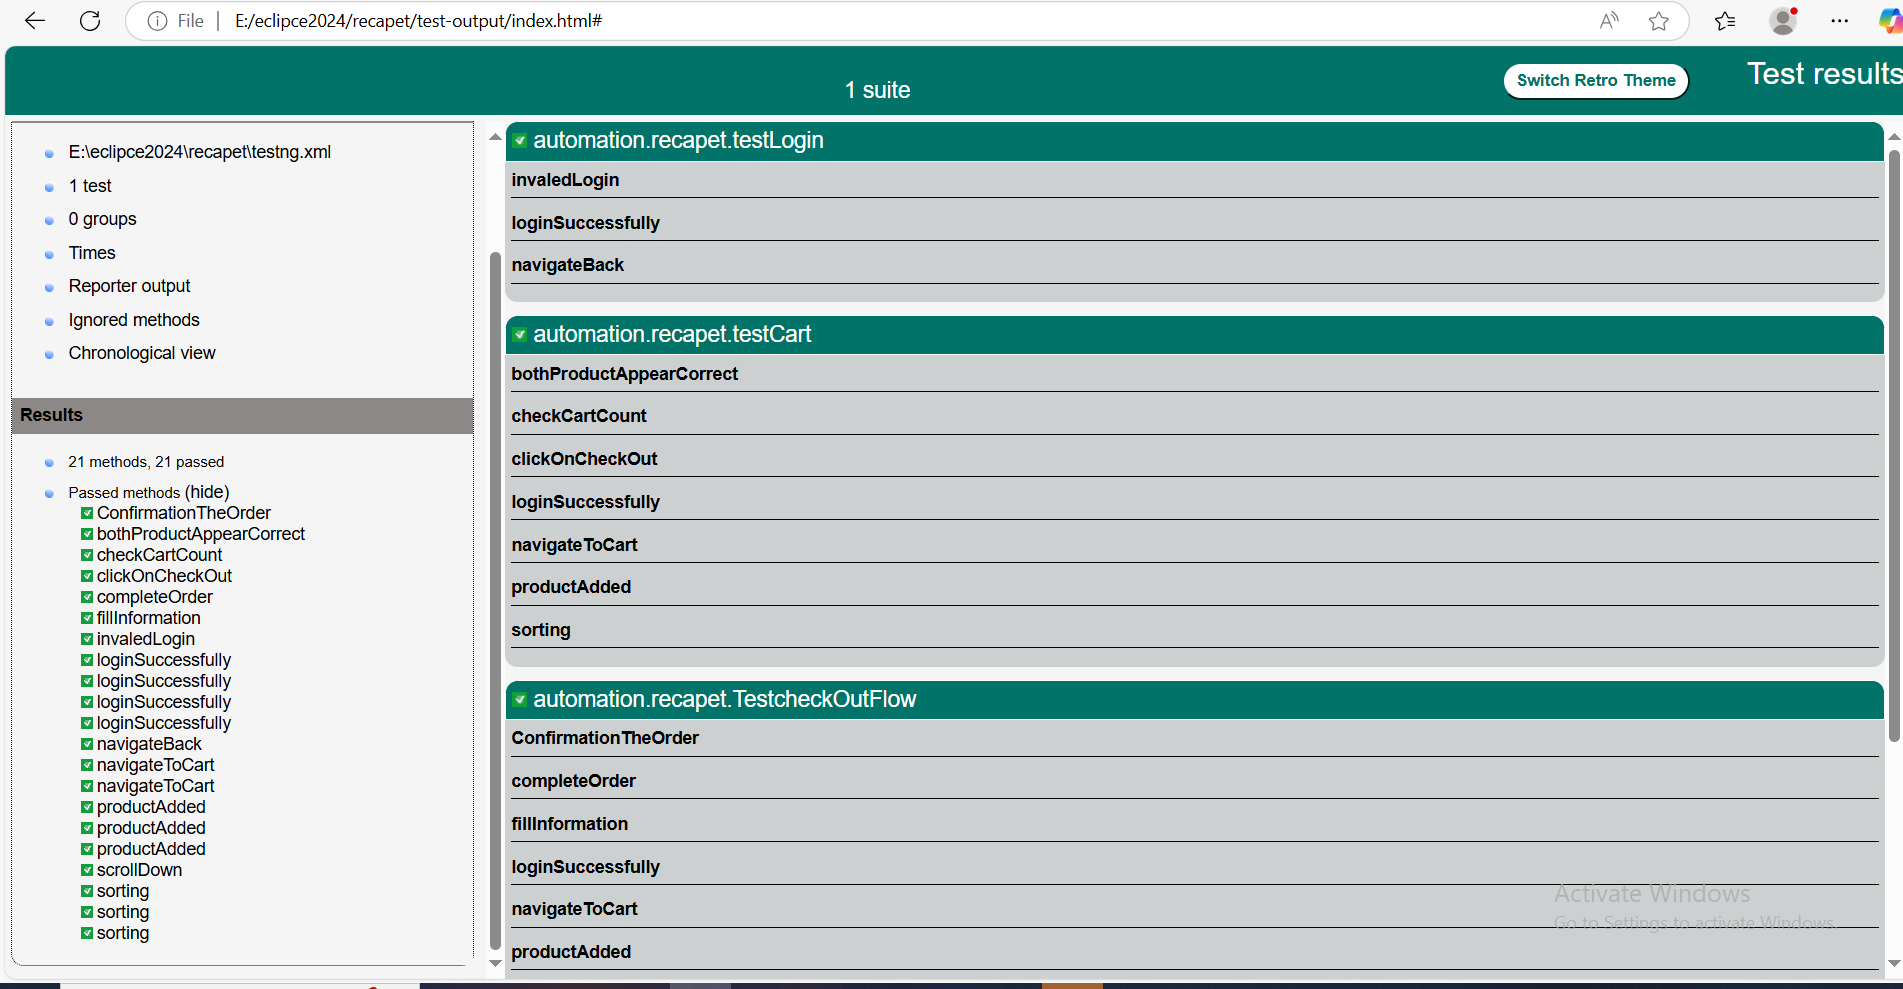 File E:/eclipce2024/recapet/test-output/index.html#
1 suite
Switch Retro Theme
Test results
E:\eclipce2024\recapet\testng.xml
1 test
0 groups
Times
Reporter output
Ignored methods
Chronological view
Results
21 methods, 21 passed
Passed methods (hide)
ConfirmationTheOrder
bothProductAppearCorrect
checkCartCount
clickOnCheckOut
completeOrder
fillInformation
invaledLogin
loginSuccessfully
loginSuccessfully
loginSuccessfully
loginSuccessfully
navigateBack
navigateToCart
navigateToCart
productAdded
productAdded
productAdded
scrollDown
sorting
sorting
sorting
automation.recapet.testLogin
invaledLogin
loginSuccessfully
navigateBack
automation.recapet.testCart
bothProductAppearCorrect
checkCartCount
clickOnCheckOut
loginSuccessfully
navigateToCart
productAdded
sorting
automation.recapet.TestcheckOutFlow
ConfirmationTheOrder
completeOrder
fillInformation
loginSuccessfully
navigateToCart
productAdded
Activate Windows
Go to Settings to activate Windows.